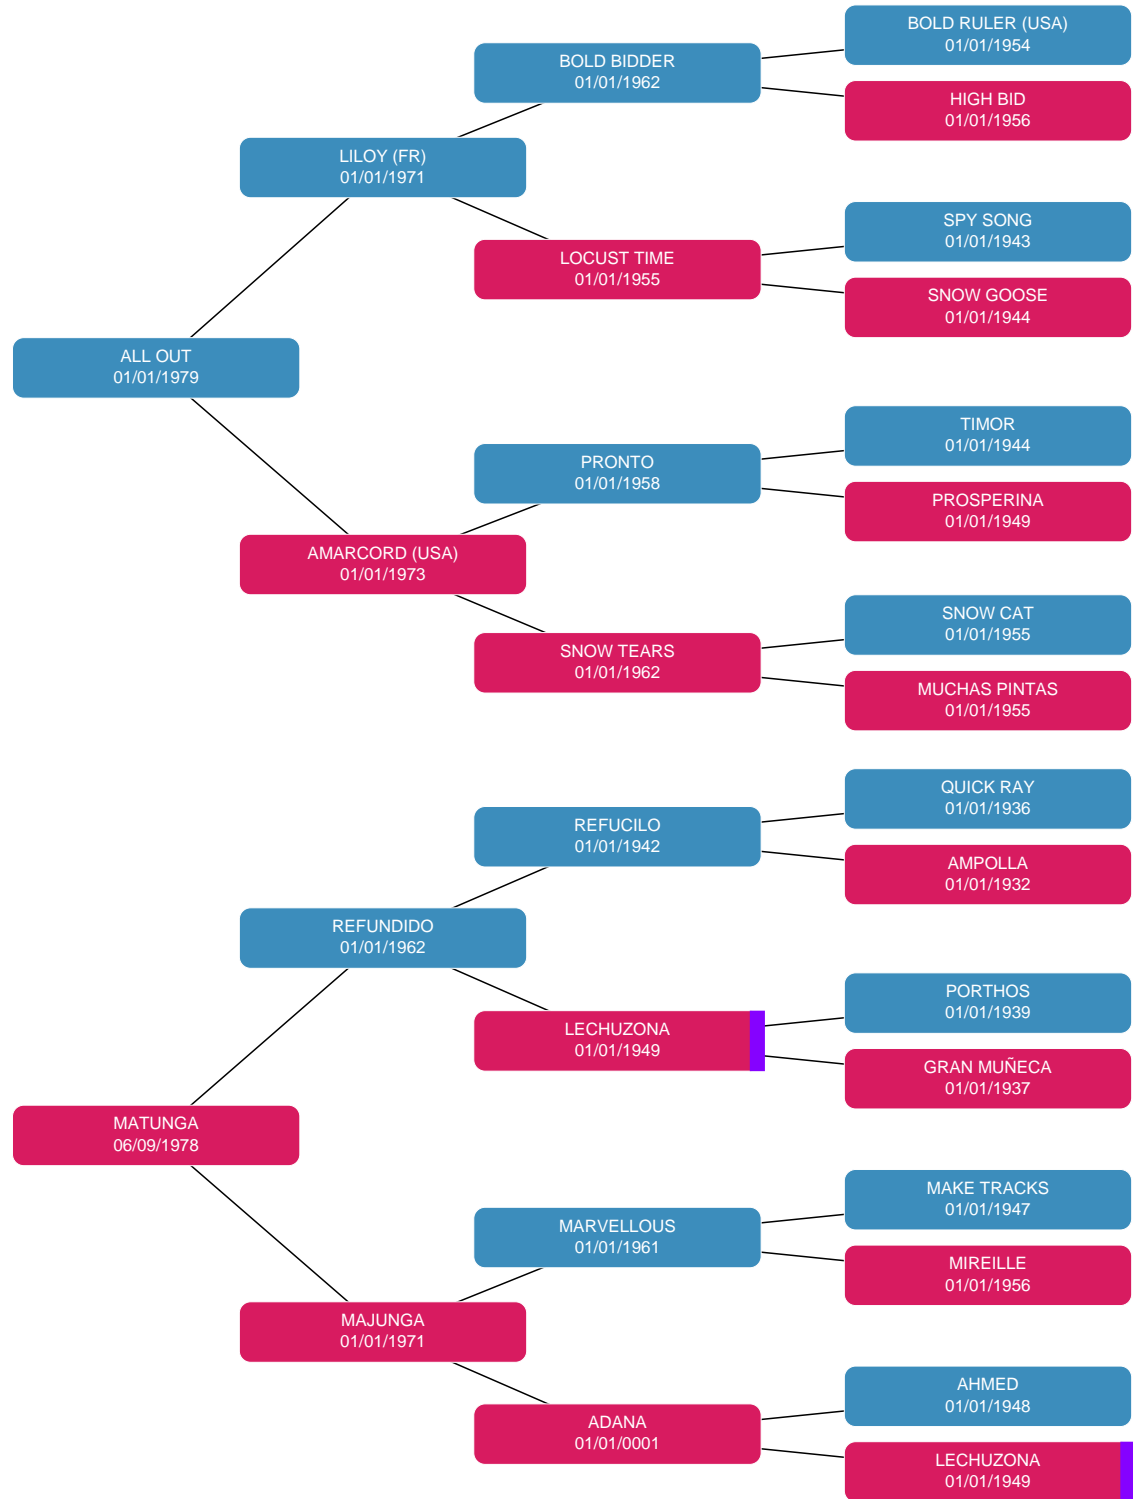 BOLD RULER (USA)
01/01/1954
BOLD BIDDER
01/01/1962
HIGH BID
01/01/1956
LILOY (FR)
01/01/1971
SPY SONG
01/01/1943
LOCUST TIME
01/01/1955
SNOW GOOSE
01/01/1944
ALL OUT
01/01/1979
TIMOR
01/01/1944
PRONTO
01/01/1958
PROSPERINA
01/01/1949
AMARCORD (USA)
01/01/1973
SNOW CAT
01/01/1955
SNOW TEARS
01/01/1962
MUCHAS PINTAS
01/01/1955
QUICK RAY
01/01/1936
REFUCILO
01/01/1942
AMPOLLA
01/01/1932
REFUNDIDO
01/01/1962
PORTHOS
01/01/1939
LECHUZONA
01/01/1949
GRAN MUÑECA
01/01/1937
MATUNGA
06/09/1978
MAKE TRACKS
01/01/1947
MARVELLOUS
01/01/1961
MIREILLE
01/01/1956
MAJUNGA
01/01/1971
AHMED
01/01/1948
ADANA
01/01/0001
LECHUZONA
01/01/1949